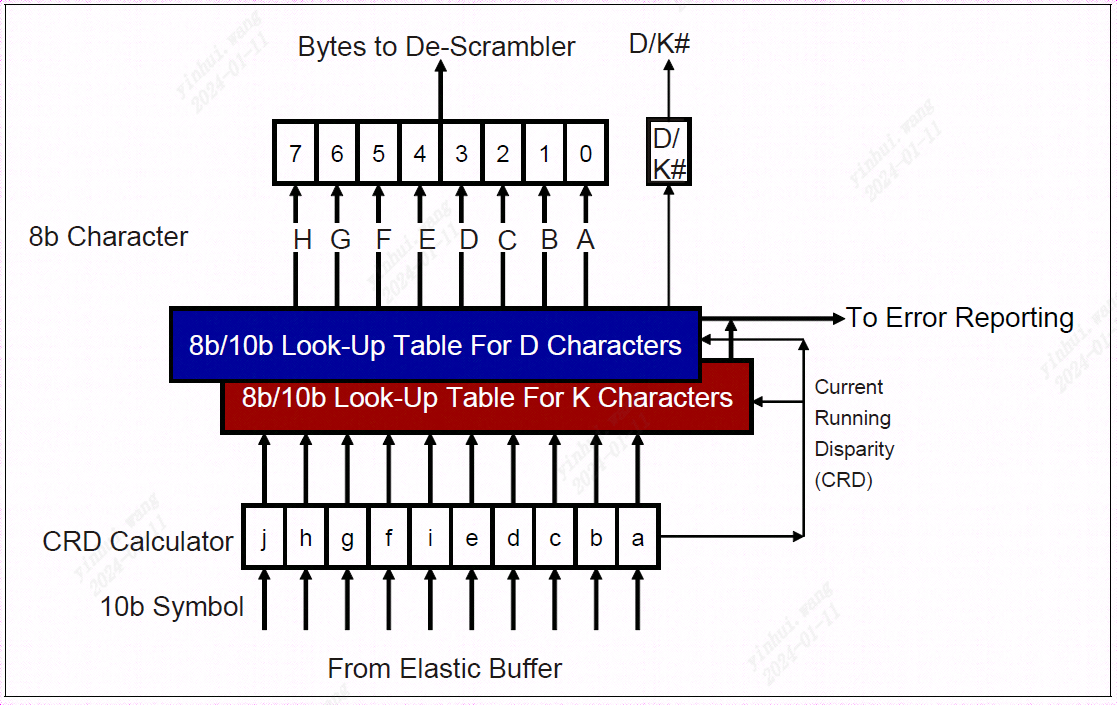 Bytes to De-Scrambler
D/K#
7 6 5 4 3 2 1 0
D/
K#
8b Character
H G F E D C B A
To Error Reporting
8b/10b Look-Up Table For D Characters
8b/10b Look-Up Table For K Characters
Current
Running
Disparity
(CRD)
CRD Calculator
j h g f i e d c b a
10b Symbol
From Elastic Buffer
yinhui.wang
2024-01-11
yinhui.wang
2024-01-11
yinhui.wang
2024-01-11
yinhui.wang
2024-01-11
yinhui.wang
2024-01-11
yinhui.wang
2024-01-11
yinhui.wang
2024-01-11